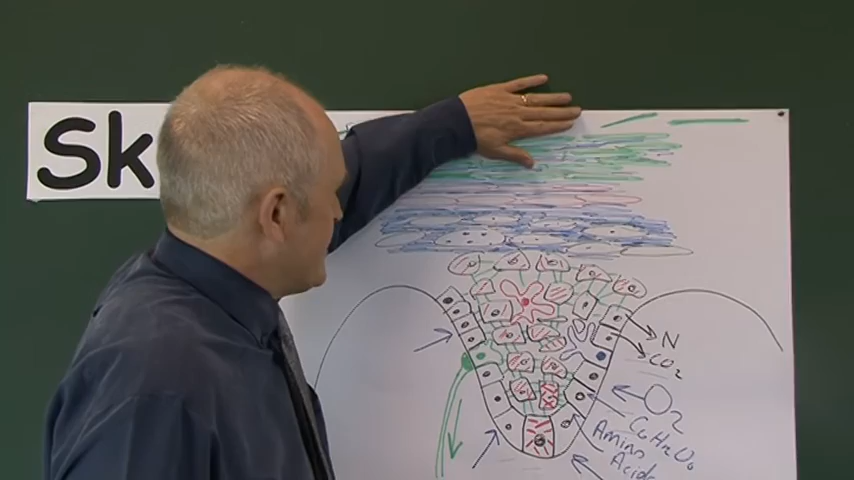 Sk
N
CO2
O2
C6H12O6
Amino
Acids